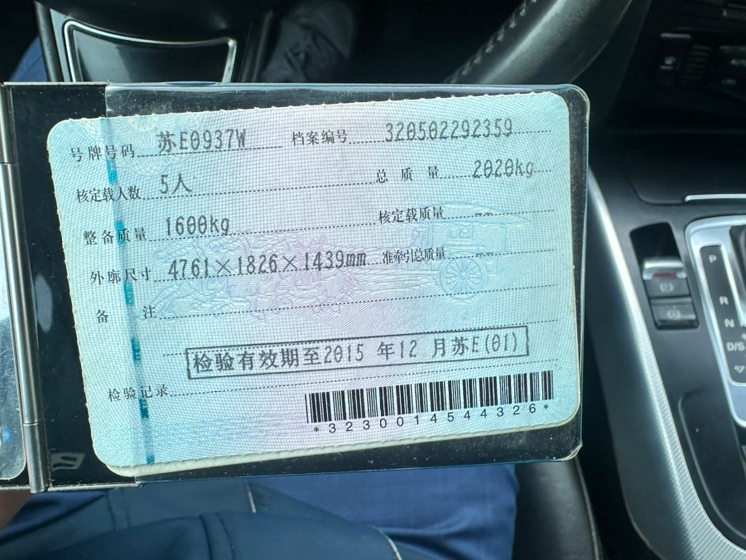 号牌号码 苏E0937W 档案编号 320502292359
核定载人数 5人 总质量 2020kg
整备质量 1600kg 核定载质量 --
外廓尺寸 4761×1826×1439mm 准牵引总质量 --
备注
检验有效期至2015 年12 月苏E(01)
检验记录
*3230014544326*
P
R
N
D/S